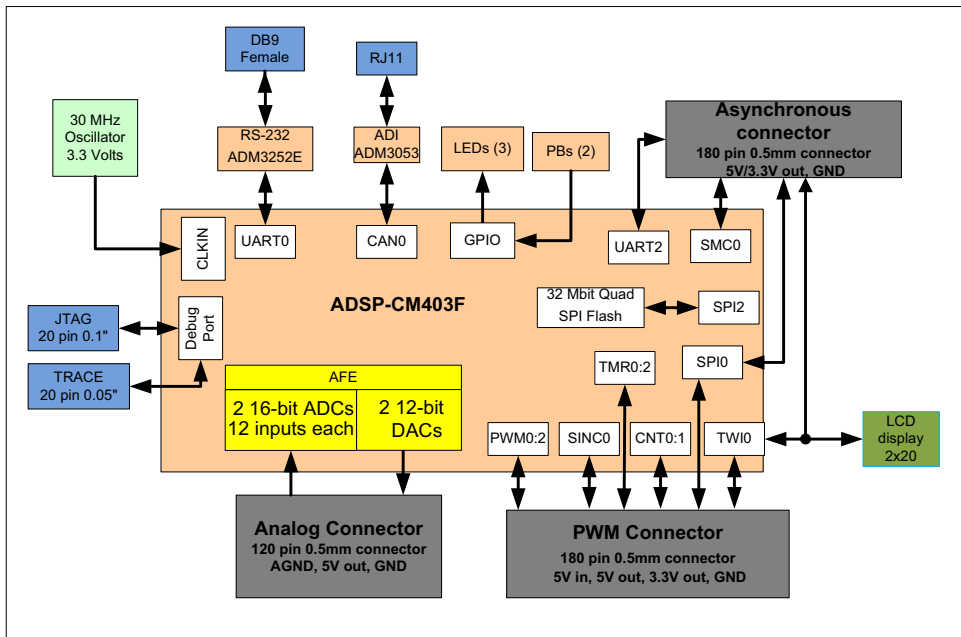 DB9
Female
RJ11
30 MHz
Oscillator
3.3 Volts
RS-232
ADM3252E
ADI
ADM3053
LEDs (3)
PBs (2)
Asynchronous
connector
180 pin 0.5mm connector
5V/3.3V out, GND
CLKIN
UART0
CAN0
GPIO
UART2
SMC0
ADSP-CM403F
32 Mbit Quad
SPI Flash
SPI2
JTAG
20 pin 0.1"
Debug
Port
TRACE
20 pin 0.05"
TMR0:2
SPI0
AFE
2 16-bit ADCs
12 inputs each
2 12-bit
DACs
PWM0:2
SINC0
CNT0:1
TWI0
LCD
display
2x20
Analog Connector
120 pin 0.5mm connector
AGND, 5V out, GND
PWM Connector
180 pin 0.5mm connector
5V in, 5V out, 3.3V out, GND